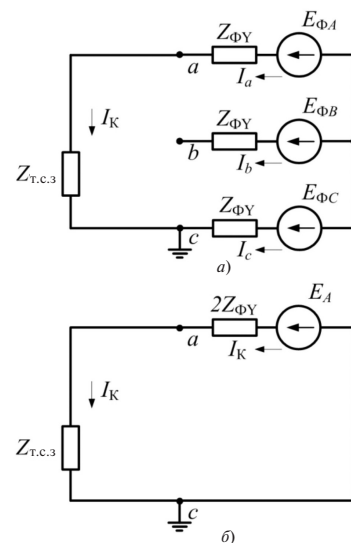 Z_ФY E_ФA
a I_a
I_К
Z_ФY E_ФB
b I_b
Z_т.с.з
Z_ФY E_ФC
c I_c
а)
2Z_ФY E_A
a I_К
I_К
Z_т.с.з
c
б)